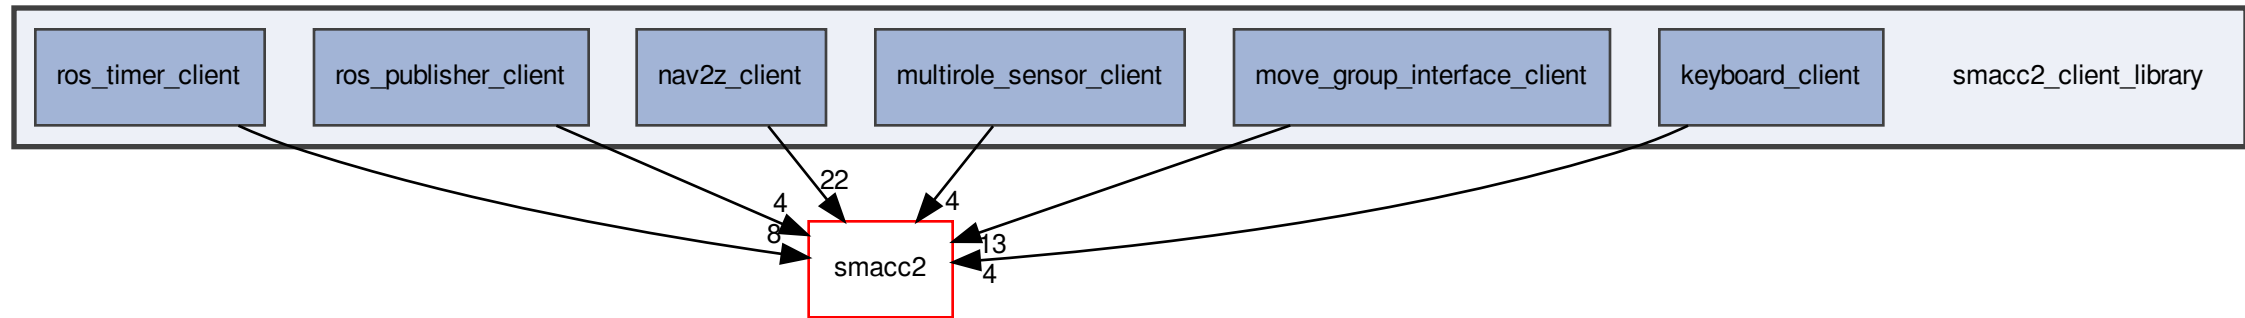 ros_timer_client
ros_publisher_client
nav2z_client
multirole_sensor_client
move_group_interface_client
keyboard_client
smacc2_client_library
22
4
4
8
13
4
smacc2